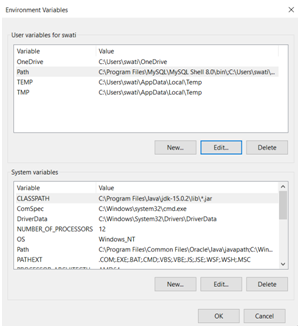 Environment Variables
User variables for swati
Variable Value
OneDrive C:\Users\swati\OneDrive
Path C:\Program Files\MySQL\MySQL Shell 8.0\bin\;C:\Users\swati\...
TEMP C:\Users\swati\AppData\Local\Temp
TMP C:\Users\swati\AppData\Local\Temp
New... Edit... Delete
System variables
Variable Value
CLASSPATH C:\Program Files\Java\jdk-15.0.2\lib\*.jar
ComSpec C:\Windows\system32\cmd.exe
DriverData C:\Windows\System32\Drivers\DriverData
NUMBER_OF_PROCESSORS 12
OS Windows_NT
Path C:\Program Files\Common Files\Oracle\Java\javapath;C:\Win...
PATHEXT .COM;.EXE;.BAT;.CMD;.VBS;.VBE;.JS;.JSE;.WSF;.WSH;.MSC
New... Edit... Delete
OK Cancel